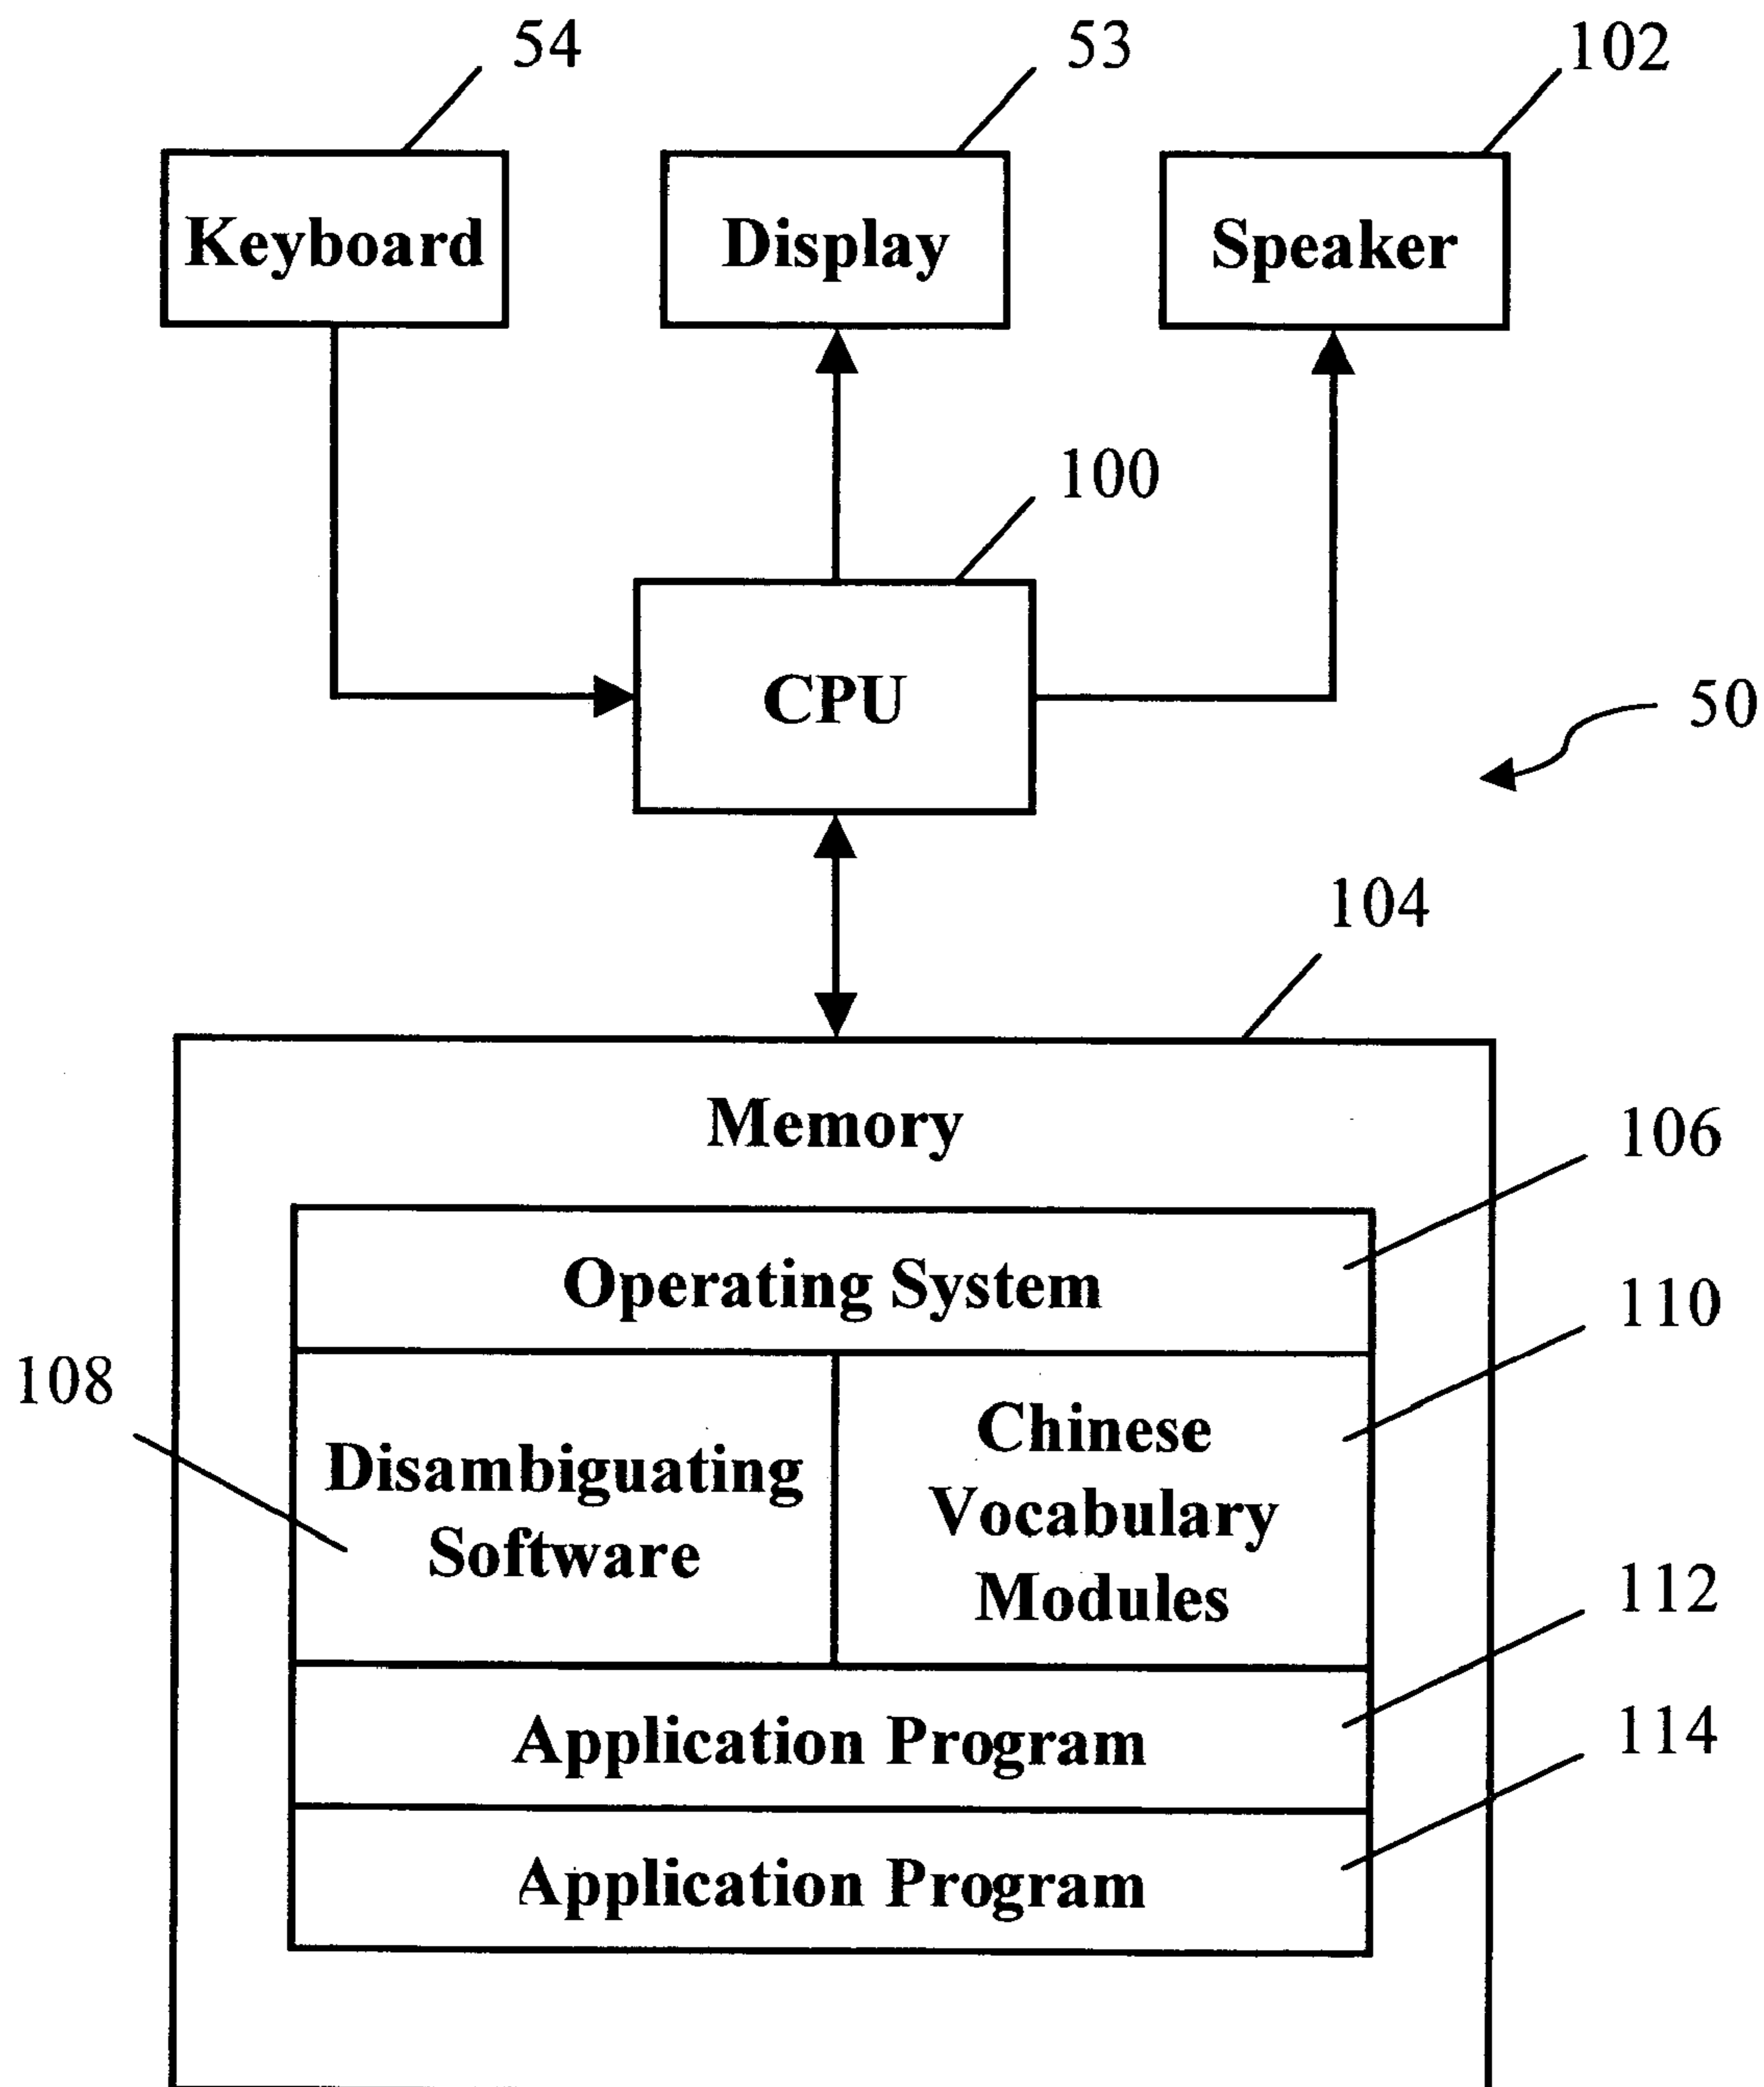 54
53
102
Keyboard
Display
Speaker
100
CPU
50
104
Memory
106
Operating System
110
108
Disambiguating
Software
Chinese
Vocabulary
Modules
112
Application Program
114
Application Program